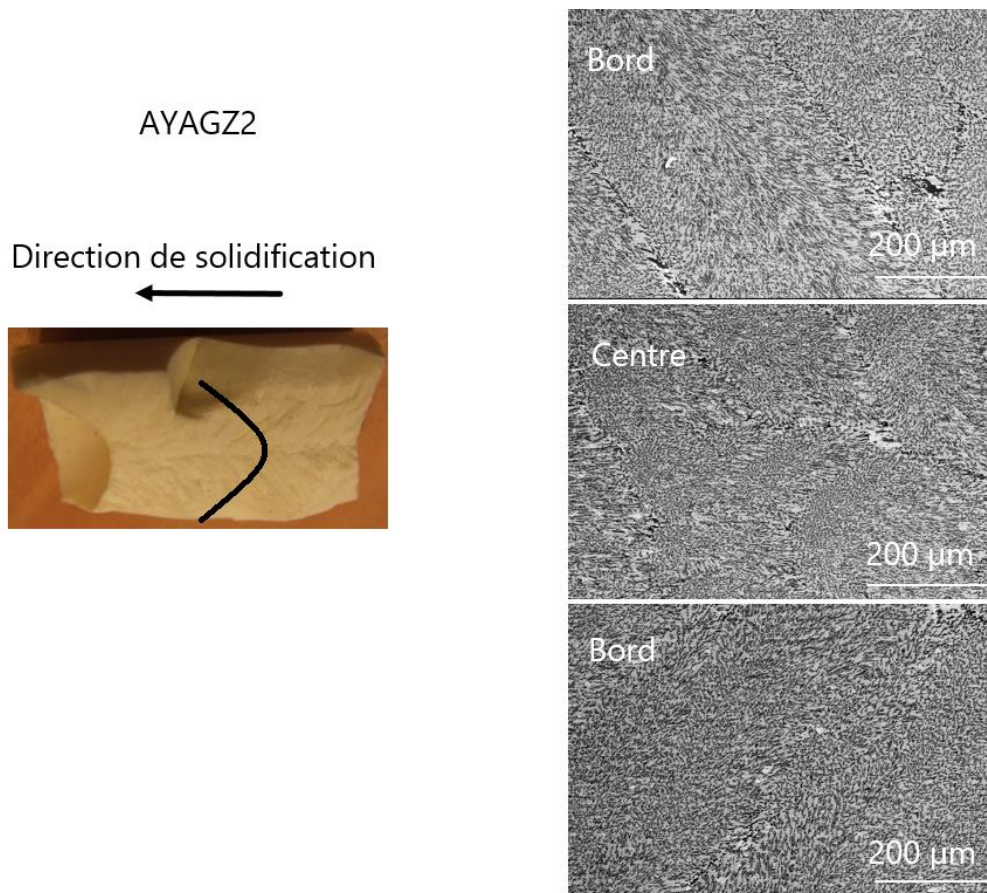 AYAGZ2
Direction de solidification
Bord
200 µm
Centre
200 µm
Bord
200 µm